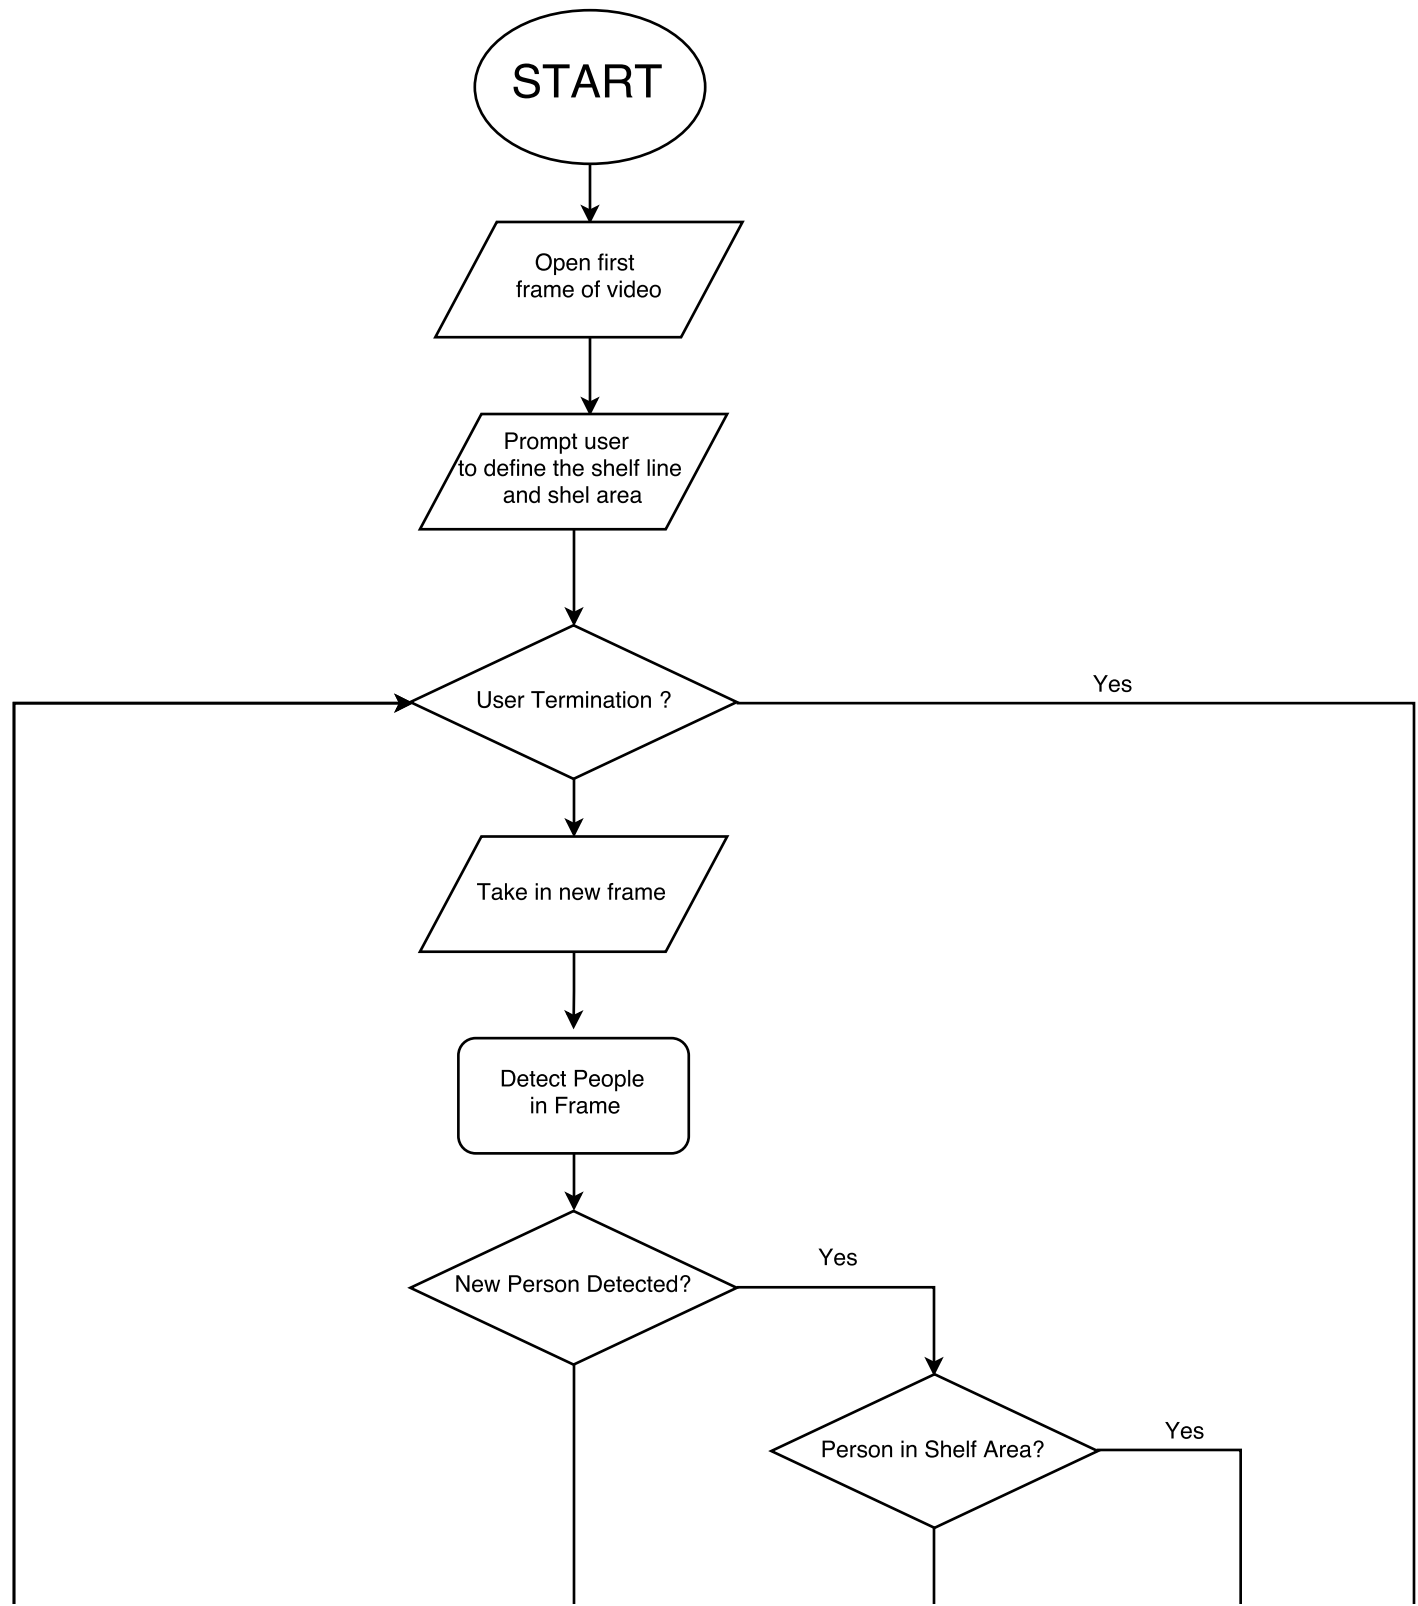 START
Open first
frame of video
Prompt user
to define the shelf line
and shel area
User Termination ?
Yes
Take in new frame
Detect People
in Frame
New Person Detected?
Yes
Person in Shelf Area?
Yes